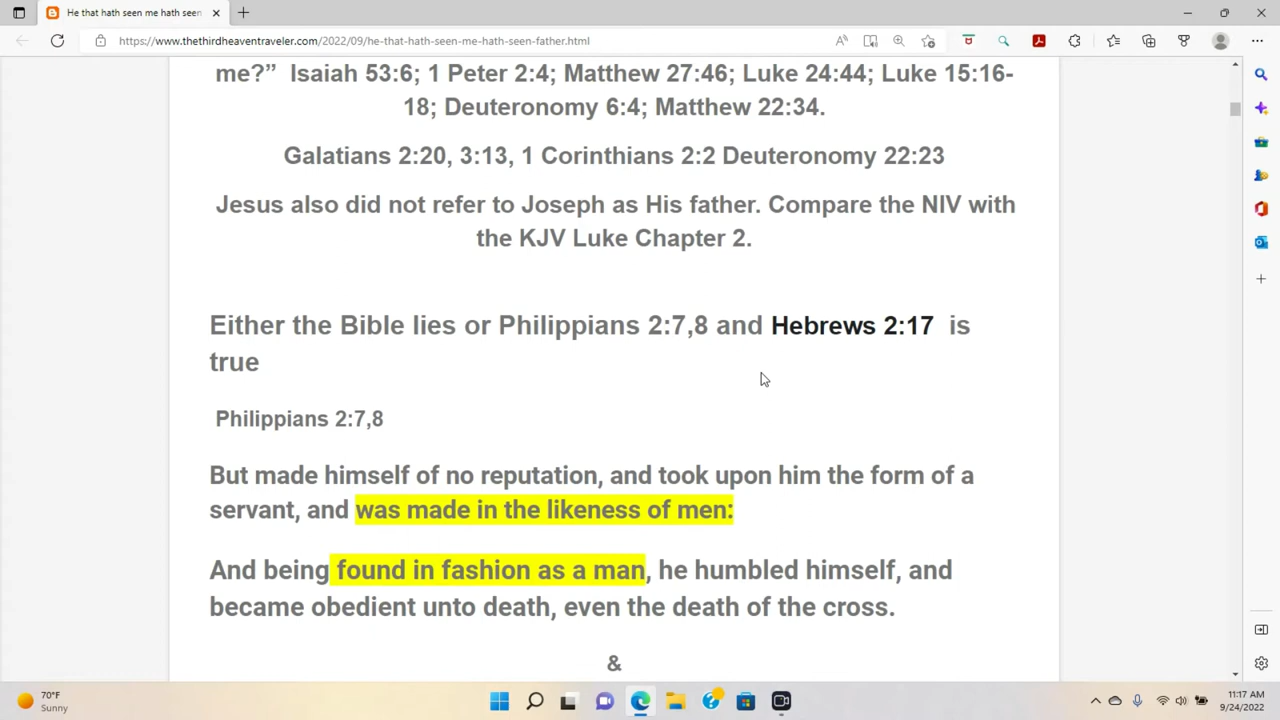 He that hath seen me hath seen
https://www.thethirdheaventraveler.com/2022/09/he-that-hath-seen-me-hath-seen-father.html
me?” Isaiah 53:6; 1 Peter 2:4; Matthew 27:46; Luke 24:44; Luke 15:16-
18; Deuteronomy 6:4; Matthew 22:34.
Galatians 2:20, 3:13, 1 Corinthians 2:2 Deuteronomy 22:23
Jesus also did not refer to Joseph as His father. Compare the NIV with
the KJV Luke Chapter 2.
Either the Bible lies or Philippians 2:7,8 and Hebrews 2:17 is
true
Philippians 2:7,8
But made himself of no reputation, and took upon him the form of a
servant, and was made in the likeness of men:
And being found in fashion as a man, he humbled himself, and
became obedient unto death, even the death of the cross.
&
70°F
Sunny
11:17 AM
9/24/2022